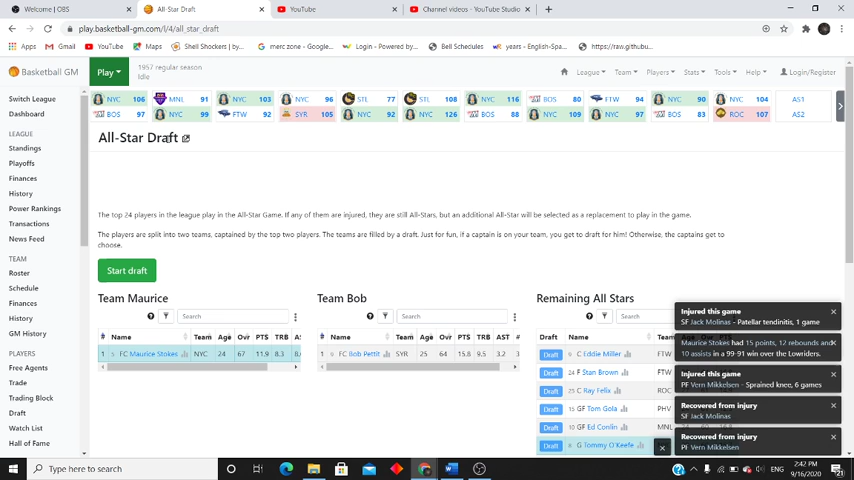 Welcome | OBS
All-Star Draft
YouTube
Channel videos - YouTube Studio
play.basketball-gm.com/l/4/all_star_draft
Apps
Gmail
YouTube
Maps
Shell Shockers | by...
merc zone - Google...
Login - Powered by...
Bell Schedules
years - English-Spa...
https://raw.githubu...
Basketball GM
Play
1957 regular season
Idle
League
Team
Players
Stats
Tools
Help
Login/Register
NYC 106 MNL 91 NYC 103 NYC 96 STL 77 STL 108 NYC 116 BOS 80 FTW 94 NYC 90 NYC 104 AS1
BOS 97 NYC 99 FTW 92 SYR 105 NYC 92 NYC 126 BOS 88 NYC 109 NYC 97 BOS 83 ROC 107 AS2
Switch League
Dashboard
LEAGUE
Standings
Playoffs
Finances
History
Power Rankings
Transactions
News Feed
TEAM
Roster
Schedule
Finances
History
GM History
PLAYERS
Free Agents
Trade
Trading Block
Draft
Watch List
Hall of Fame
All-Star Draft
The top 24 players in the league play in the All-Star Game. If any of them are injured, they are still All-Stars, but an additional All-Star will be selected as a replacement to play in the game.
The players are split into two teams, captained by the top two players. The teams are filled by a draft. Just for fun, if a captain is on your team, you get to draft for him! Otherwise, the captains get to
choose.
Start draft
Team Maurice
Search
# Name Team Age Ovr PTS TRB AS
1 5 FC Maurice Stokes NYC 24 67 11.9 8.3
Team Bob
Search
# Name Team Age Ovr PTS TRB AST
1 9 FC Bob Pettit SYR 25 64 15.8 9.5 3.2
Remaining All Stars
Search
Draft Name
Draft C Eddie Miller FTW
Draft 24 F Stan Brown FTW
Draft 25 C Ray Felix
Draft GF Tom Gola PHV
Draft GF Ed Conlin MNL
Draft 8 G Tommy O'Keefe
Injured this game
SF Jack Molinas - Patellar tendinitis, 1 game
Maurice Stokes had 15 points, 12 rebounds and
10 assists in a 99-91 win over the Lowriders.
Injured this game
PF Vern Mikkelsen - Sprained knee, 6 games
Recovered from injury
SF Jack Molinas
Recovered from injury
PF Vern Mikkelsen
Type here to search
ENG
2:42 PM
9/16/2020
21